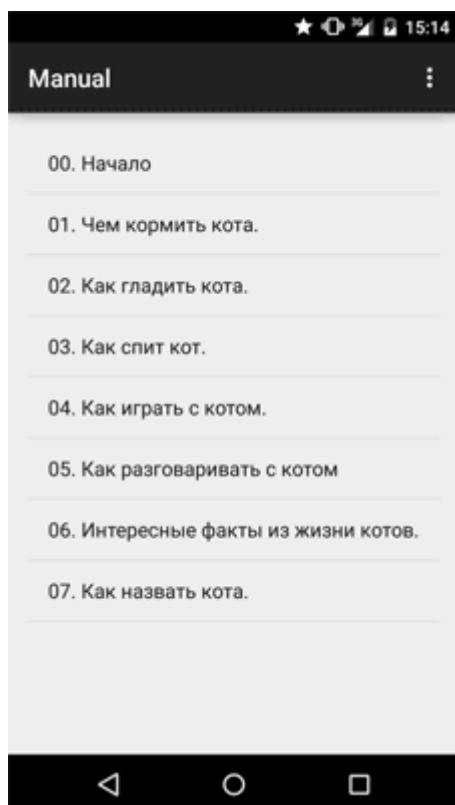 3G 15:14
Manual
00. Начало
01. Чем кормить кота.
02. Как гладить кота.
03. Как спит кот.
04. Как играть с котом.
05. Как разговаривать с котом
06. Интересные факты из жизни котов.
07. Как назвать кота.